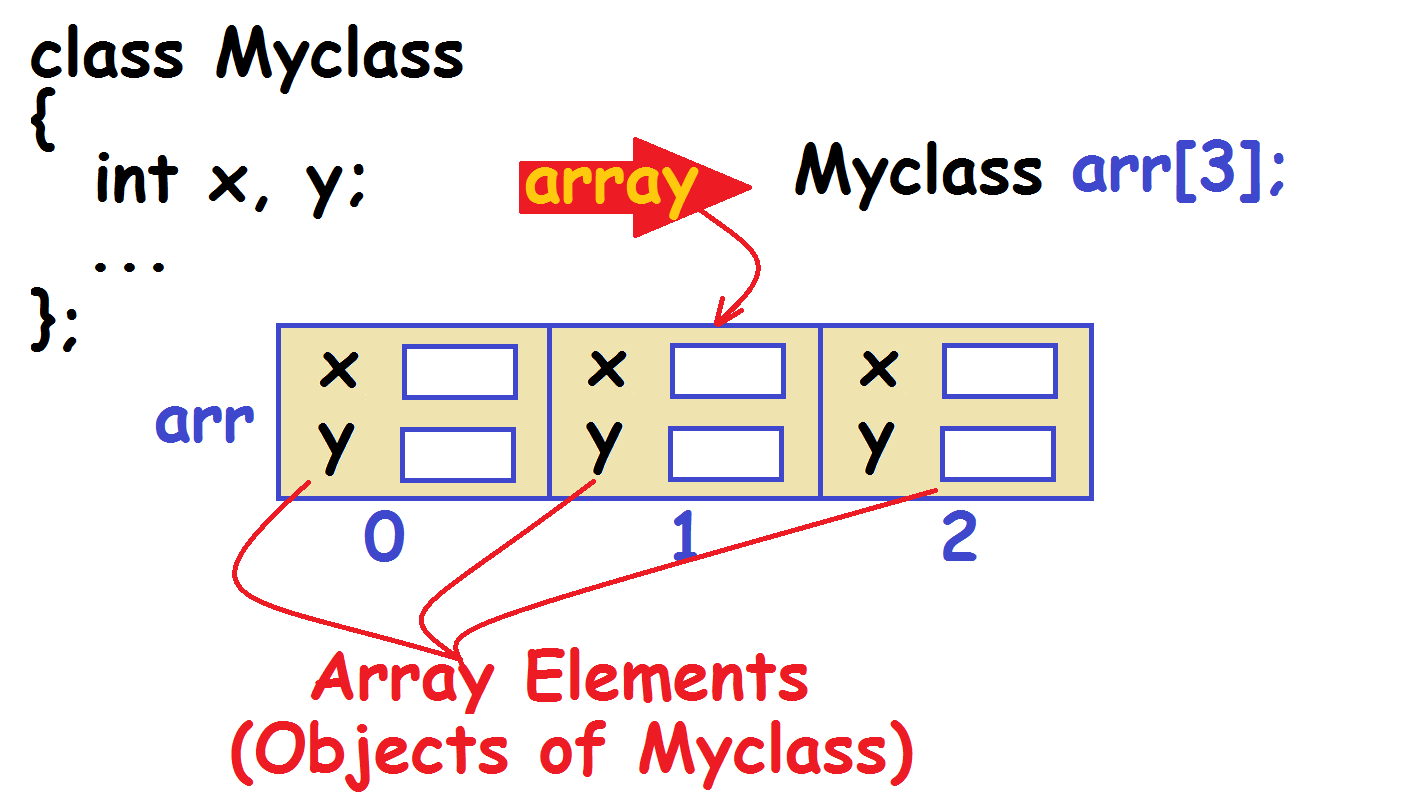 class Myclass
{
int x, y;
...
};
array
Myclass arr[3];
arr
x x x
y y y
0 1 2
Array Elements
(Objects of Myclass)